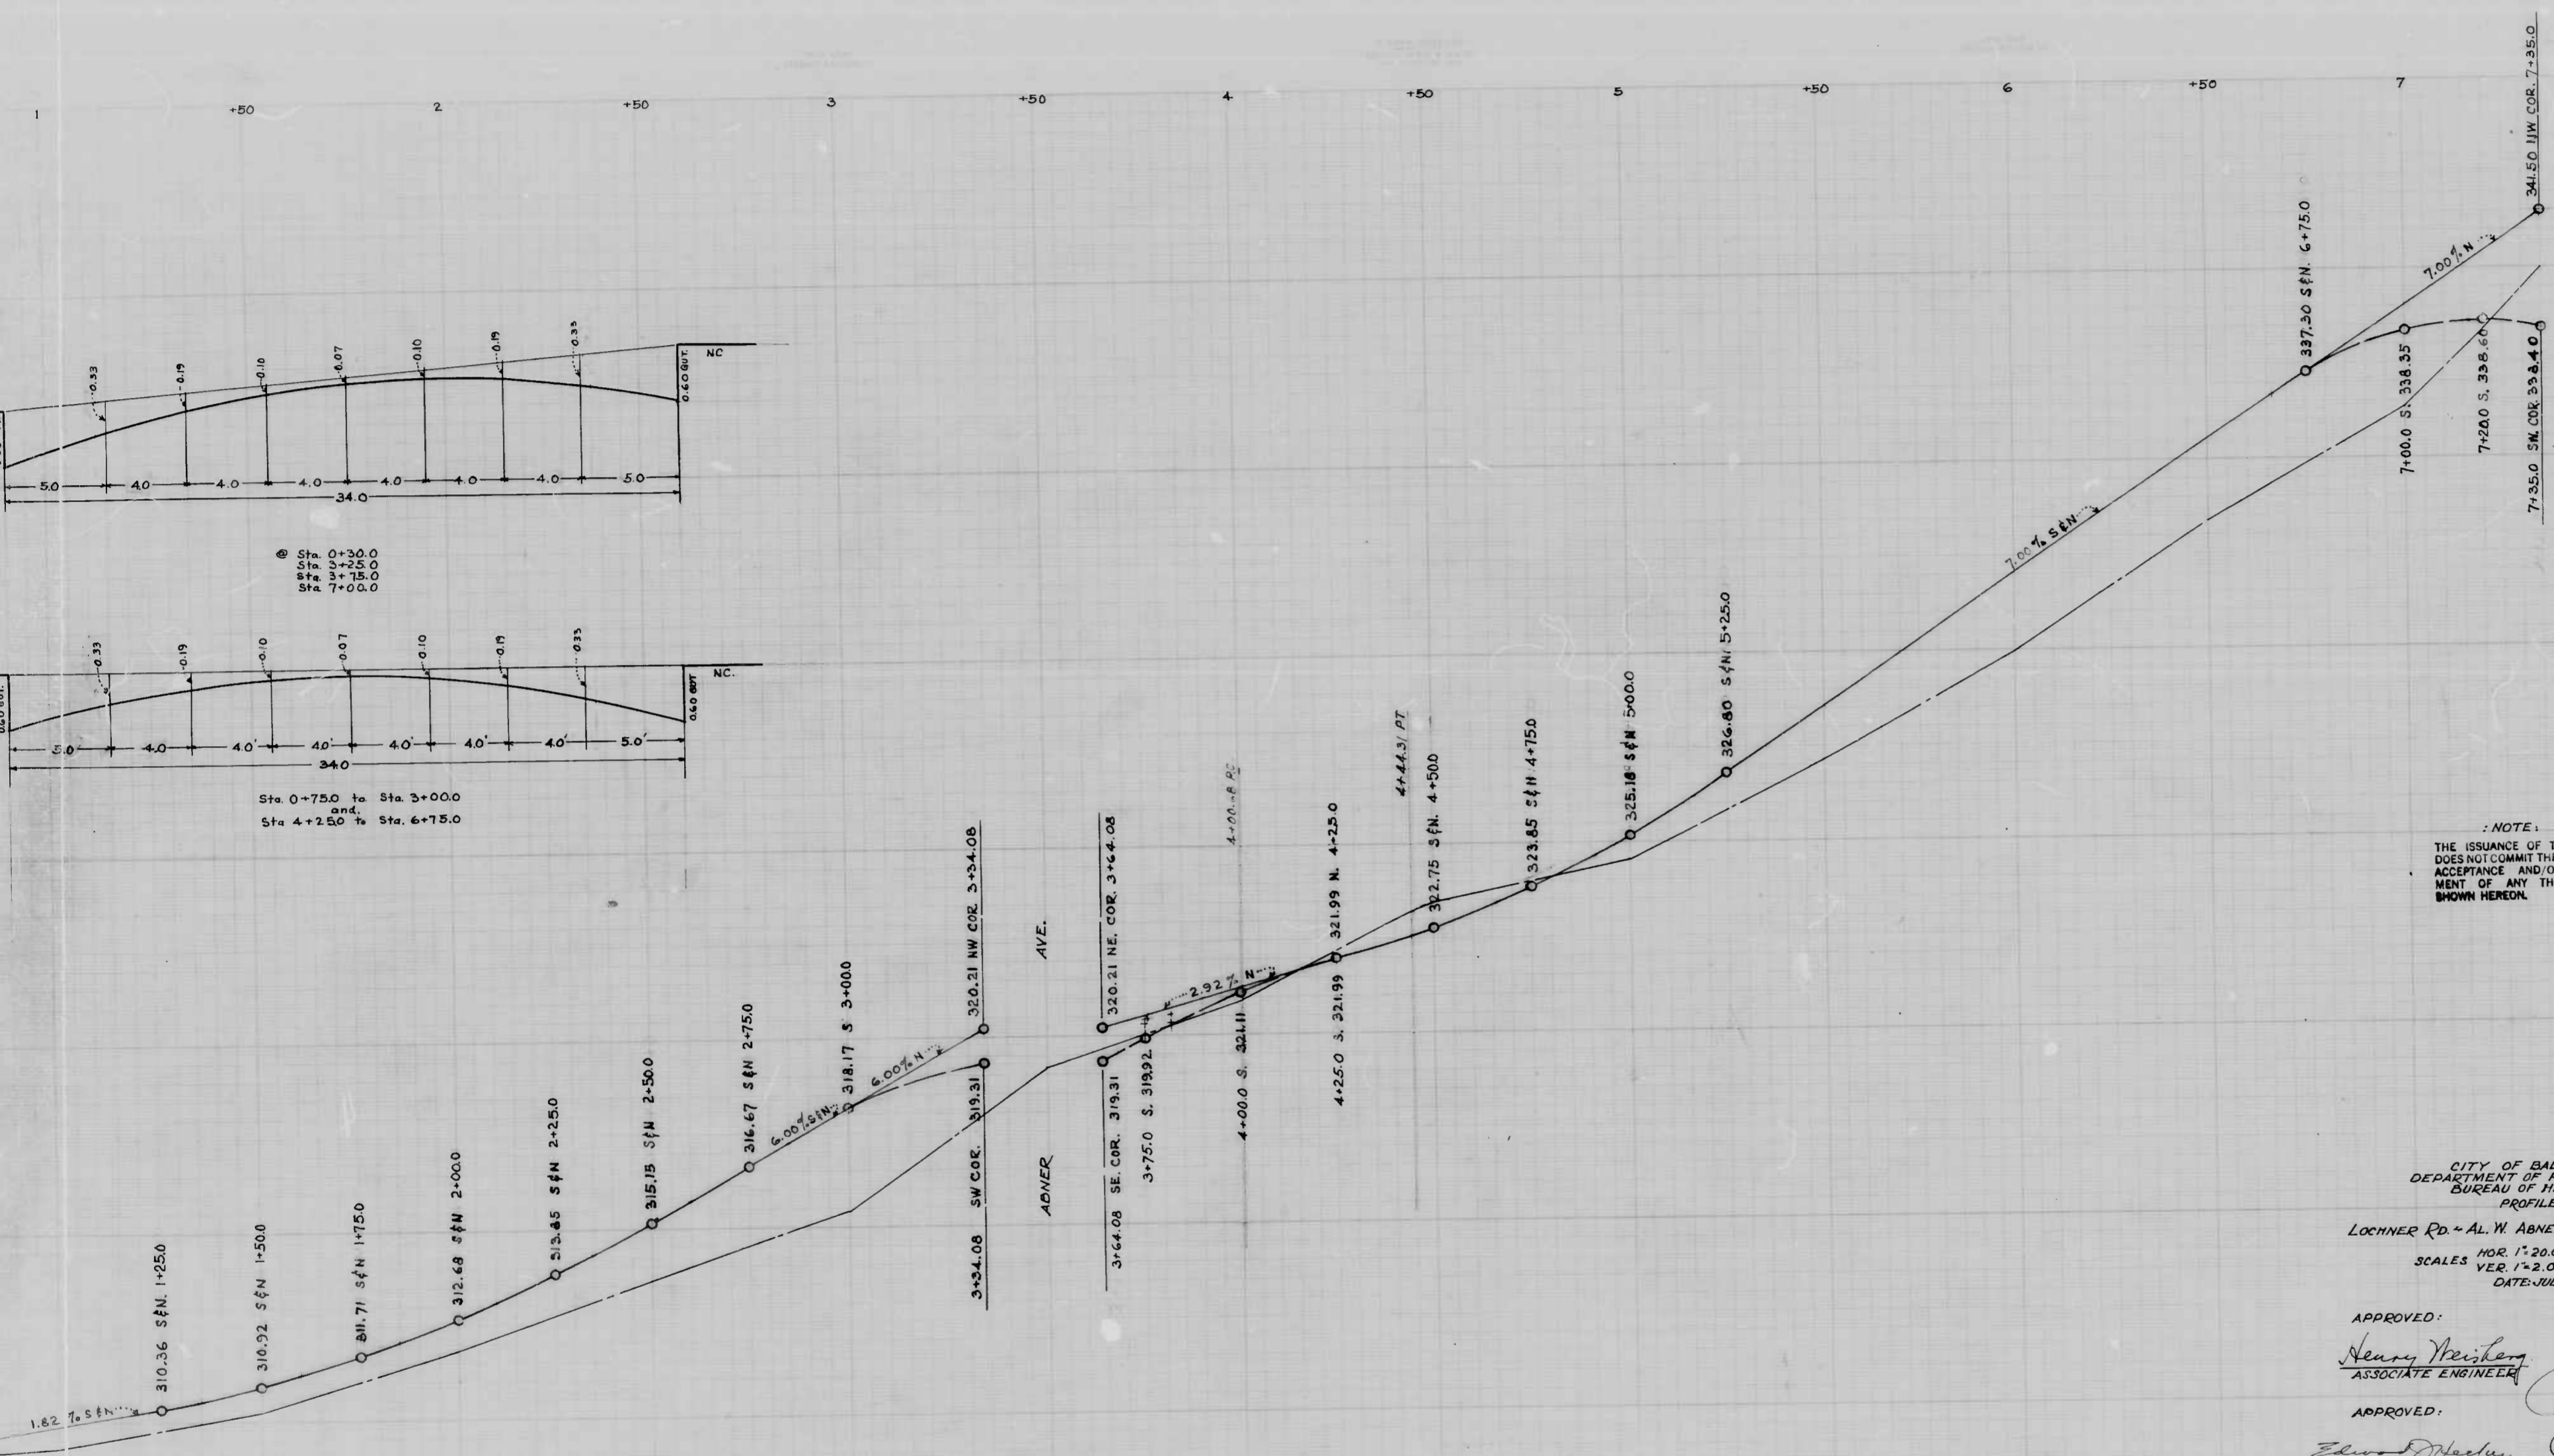 1 +50 2 +50 3 +50 4 +50 5 +50 6 +50 7
0.33 0.19 0.10 0.07 0.10 0.19 0.33
0.60 GUT. NC
5.0 4.0 4.0 4.0 4.0 4.0 4.0 5.0
34.0
@ Sta. 0+30.0
Sta. 3+25.0
Sta. 3+75.0
Sta 7+00.0
0.33 0.19 0.10 0.07 0.10 0.19 0.33
0.60 GUT. 0.60 GUT NC.
5.0 4.0 4.0' 4.0' 4.0' 4.0' 4.0' 5.0'
34.0
Sta. 0+75.0 to Sta. 3+00.0
and.
Sta 4+25.0 to Sta. 6+75.0
1.82 % S&N
310.36 S&N. 1+25.0
310.92 S&N 1+50.0
311.71 S&N 1+75.0
312.68 S&N 2+00.0
313.85 S&N 2+25.0
315.15 S&N 2+50.0
316.67 S&N 2+75.0
6.00% S&N
318.17 S 3+00.0
6.00% N
320.21 NW COR 3+34.08
3+34.08 SW COR. 319.31
ABNER AVE.
320.21 NE. COR. 3+64.08
3+64.08 SE. COR. 319.31
3+75.0 S. 319.92
2.92 % N
4+00.0 S. 321.11
321.99 N. 4+25.0
4+25.0 S. 321.99
4+44.31 PT
322.75 S&N. 4+50.0
323.85 S&N 4+75.0
325.18 S&N 5+00.0
326.80 S&N 5+25.0
7.00% S&N
337.30 S&N. 6+75.0
7.00% N
7+00.0 S. 338.35
7+20.0 S. 338.60
341.50 NW COR. 7+35.0
7+35.0 SW. COR. 338.40
: NOTE:
THE ISSUANCE OF
DOES NOT COMMIT
ACCEPTANCE AND/O
MENT OF ANY
SHOWN HEREON.
CITY OF BAL
DEPARTMENT OF
BUREAU OF H
PROFILE
LOCHNER RD. AL. W. ABNE
SCALES HOR. 1"=20.0
VER. 1"=2.0
DATE: JUL
APPROVED:
Henry Weisberg
ASSOCIATE ENGINEER
APPROVED: